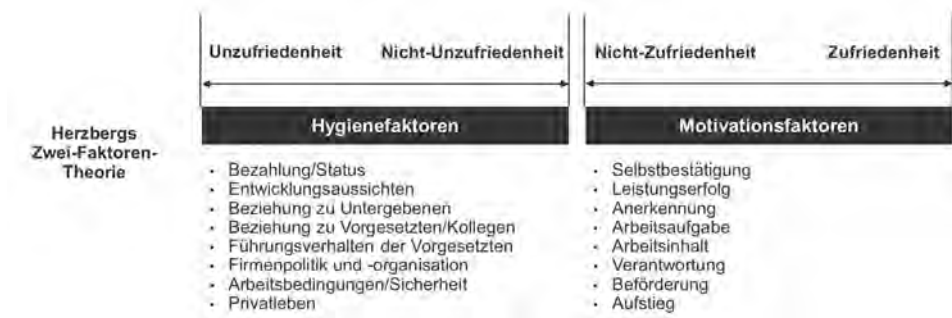 Unzufriedenheit Nicht-Unzufriedenheit Nicht-Zufriedenheit Zufriedenheit
Herzbergs
Zwei-Faktoren-
Theorie
Hygienefaktoren
• Bezahlung/Status
• Entwicklungsaussichten
• Beziehung zu Untergebenen
• Beziehung zu Vorgesetzten/Kollegen
• Führungsverhalten der Vorgesetzten
• Firmenpolitik und -organisation
• Arbeitsbedingungen/Sicherheit
• Privatleben
Motivationsfaktoren
• Selbstbestätigung
• Leistungserfolg
• Anerkennung
• Arbeitsaufgabe
• Arbeitsinhalt
• Verantwortung
• Beförderung
• Aufstieg